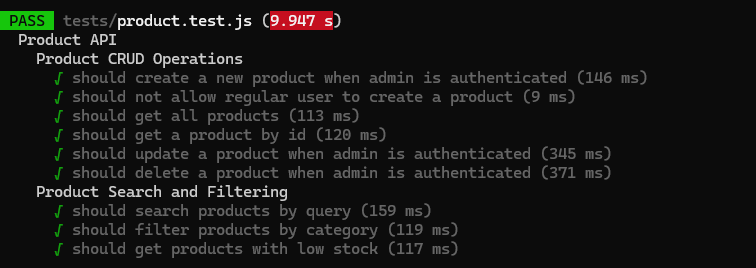 PASS tests/product.test.js (9.947 s)
Product API
Product CRUD Operations
√ should create a new product when admin is authenticated (146 ms)
√ should not allow regular user to create a product (9 ms)
√ should get all products (113 ms)
√ should get a product by id (120 ms)
√ should update a product when admin is authenticated (345 ms)
√ should delete a product when admin is authenticated (371 ms)
Product Search and Filtering
√ should search products by query (159 ms)
√ should filter products by category (119 ms)
√ should get products with low stock (117 ms)